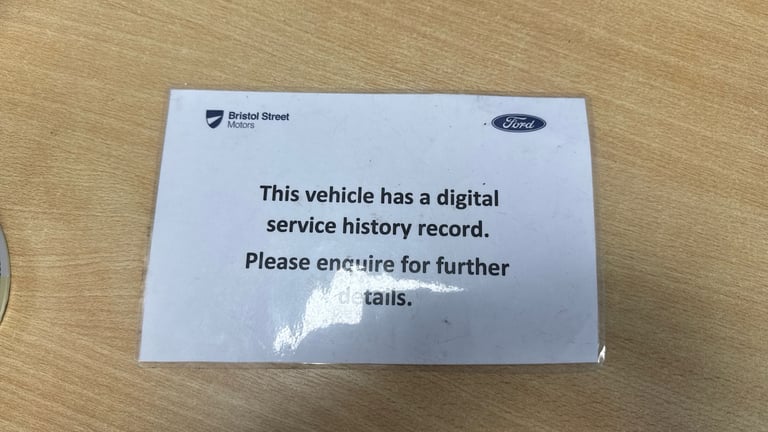 Bristol Street
Motors
Ford
This vehicle has a digital
service history record.
Please enquire for further
details.